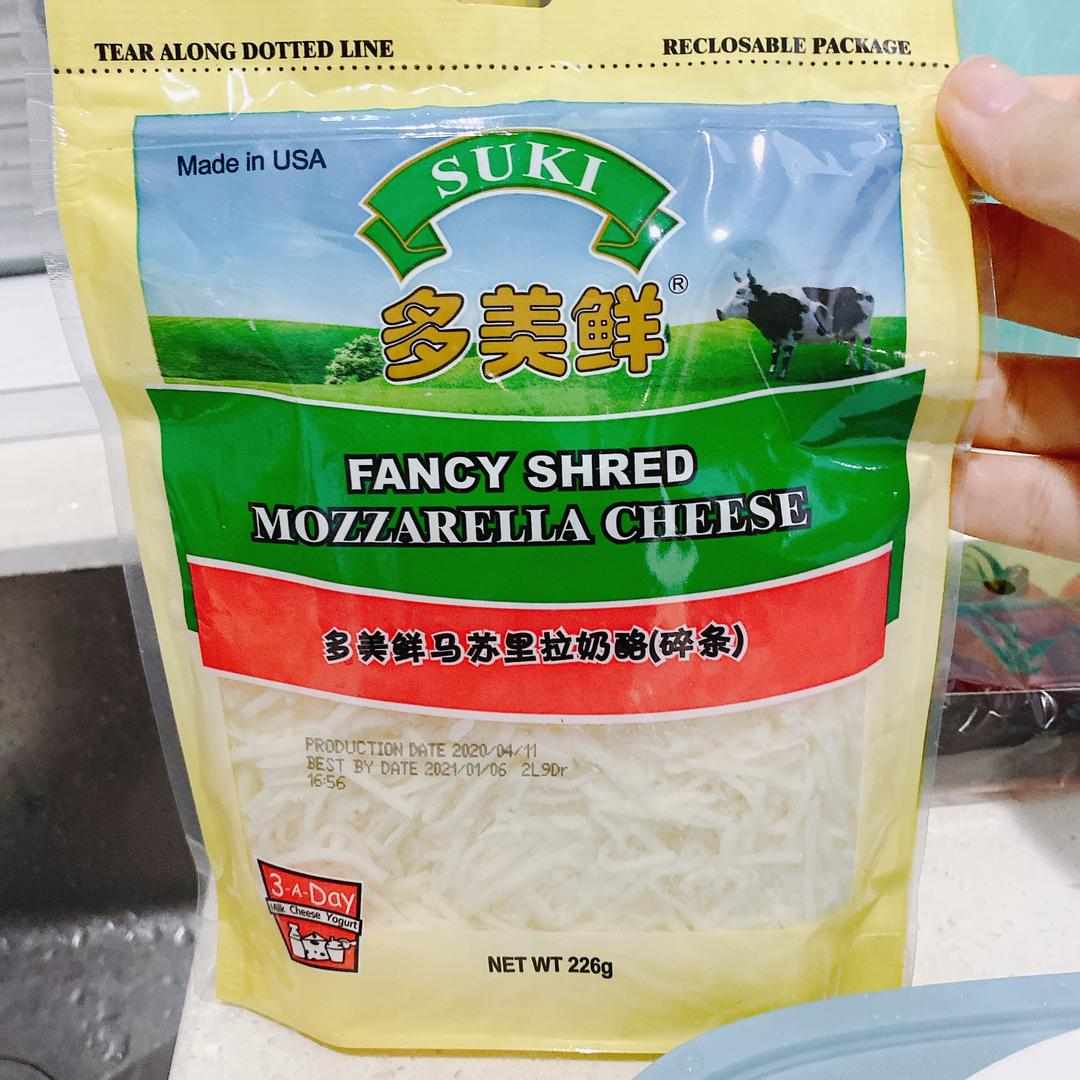 TEAR ALONG DOTTED LINE
RECLOSABLE PACKAGE
Made in USA
SUKI
多美鲜®
FANCY SHRED
MOZZARELLA CHEESE
多美鲜马苏里拉奶酪(碎条)
PRODUCTION DATE 2020/04/11
BEST BY DATE 2021/01/06 2L9Dr
16:56
3-A-Day
Milk Cheese Yogurt
NET WT 226g